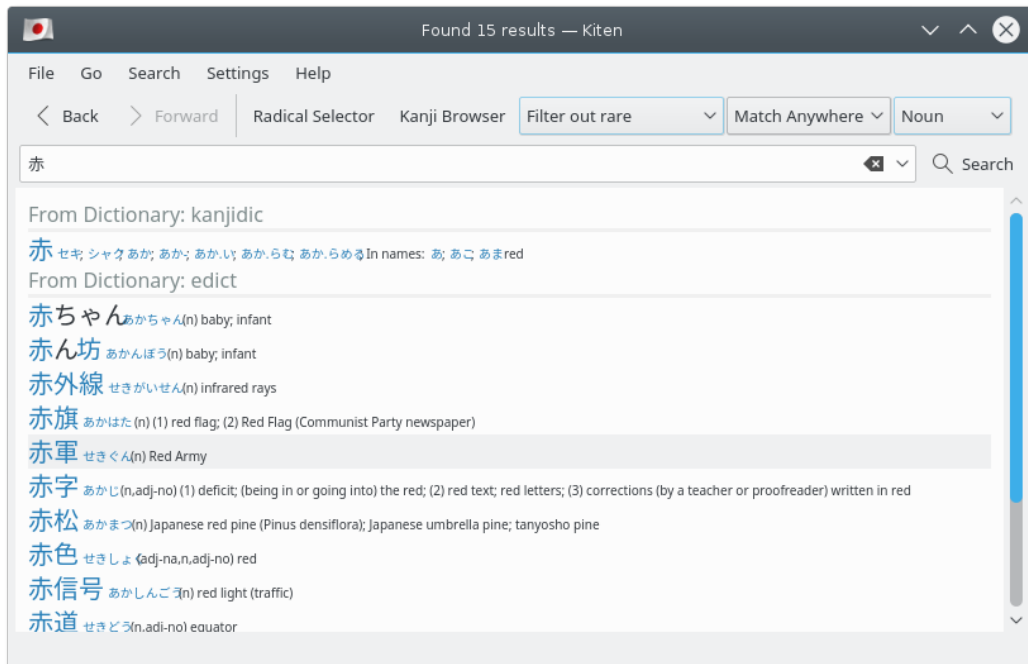 Found 15 results — Kiten
File Go Search Settings Help
Back Forward Radical Selector Kanji Browser Filter out rare Match Anywhere Noun
赤 Search
From Dictionary: kanjidic
赤 セキ; シャク; あか; あか-; あか.い; あか.らむ; あか.らめる In names: あ; あこ; あま red
From Dictionary: edict
赤ちゃん あかちゃん (n) baby; infant
赤ん坊 あかんぼう (n) baby; infant
赤外線 せきがいせん (n) infrared rays
赤旗 あかはた (n) (1) red flag; (2) Red Flag (Communist Party newspaper)
赤軍 せきぐん (n) Red Army
赤字 あかじ (n,adj-no) (1) deficit; (being in or going into) the red; (2) red text; red letters; (3) corrections (by a teacher or proofreader) written in red
赤松 あかまつ (n) Japanese red pine (Pinus densiflora); Japanese umbrella pine; tanyosho pine
赤色 せきしょく (adj-na,n,adj-no) red
赤信号 あかしんごう (n) red light (traffic)
赤道 せきどう (n,adj-no) equator